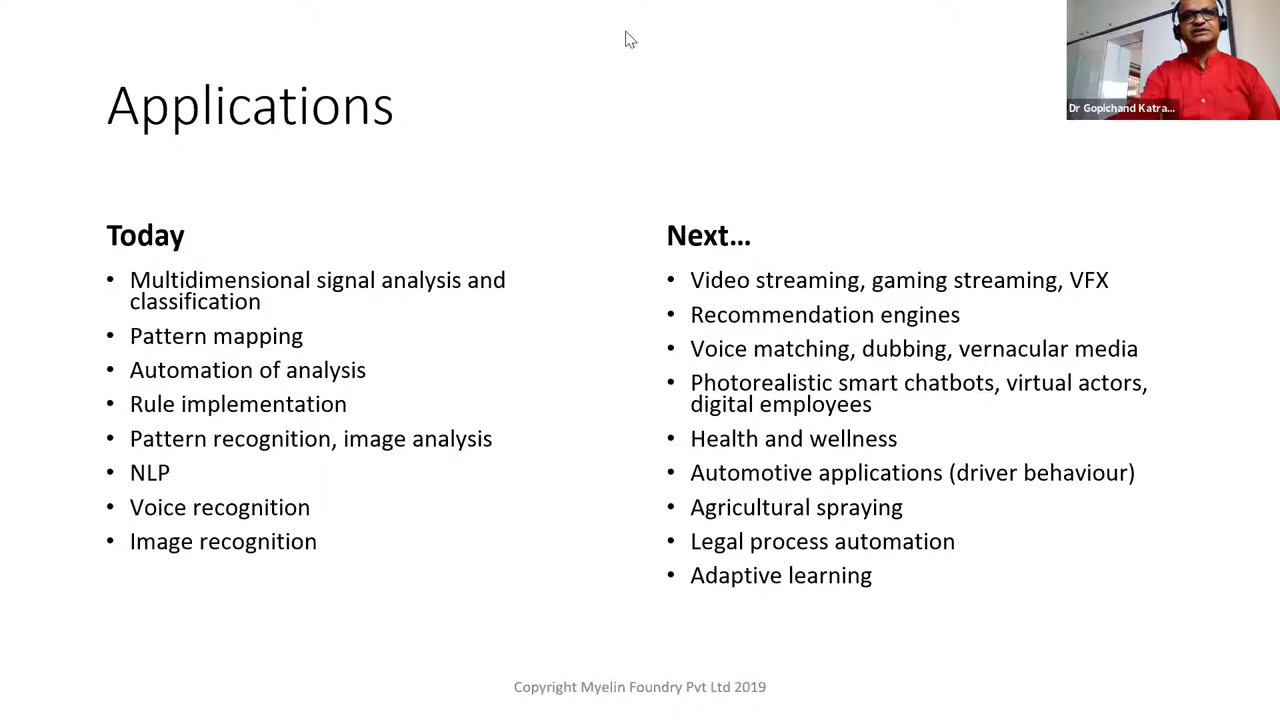 Applications
Dr Gopichand Katra...
Today
• Multidimensional signal analysis and
classification
• Pattern mapping
• Automation of analysis
• Rule implementation
• Pattern recognition, image analysis
• NLP
• Voice recognition
• Image recognition
Next...
• Video streaming, gaming streaming, VFX
• Recommendation engines
• Voice matching, dubbing, vernacular media
• Photorealistic smart chatbots, virtual actors,
digital employees
• Health and wellness
• Automotive applications (driver behaviour)
• Agricultural spraying
• Legal process automation
• Adaptive learning
Copyright Myelin Foundry Pvt Ltd 2019